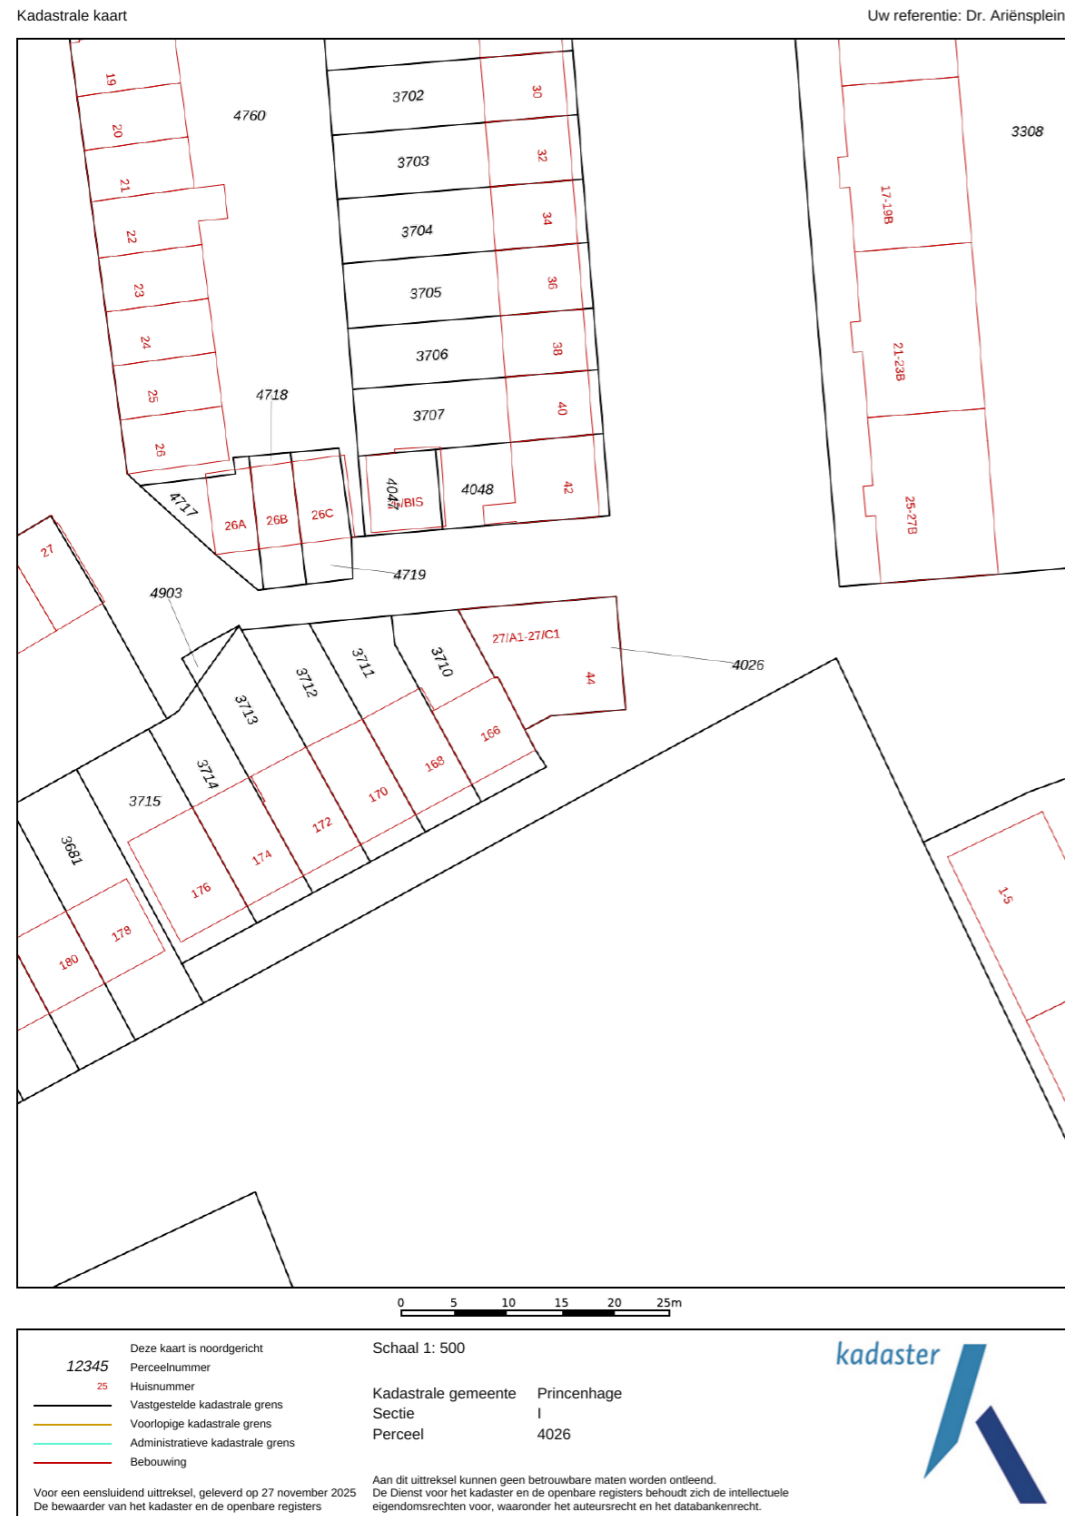 Kadastrale kaart
Uw referentie: Dr. Ariënsplein
19
20
21
22
23
24
25
26
4760
3702
3703
3704
3705
3706
3707
30
32
34
36
38
40
42
3308
17-19B
21-23B
25-27B
4718
4717
26A
26B
26C
4047
/BIS
4048
4719
27
4903
27/A1-27/C1
44
4026
3710
3711
3712
3713
3714
3715
3681
166
168
170
172
174
176
178
180
1-5
0 5 10 15 20 25m
Deze kaart is noordgericht
12345 Perceelnummer
25 Huisnummer
Vastgestelde kadastrale grens
Voorlopige kadastrale grens
Administratieve kadastrale grens
Bebouwing
Voor een eensluidend uittreksel, geleverd op 27 november 2025
De bewaarder van het kadaster en de openbare registers
Schaal 1: 500
Kadastrale gemeente Princenhage
Sectie I
Perceel 4026
Aan dit uittreksel kunnen geen betrouwbare maten worden ontleend.
De Dienst voor het kadaster en de openbare registers behoudt zich de intellectuele
eigendomsrechten voor, waaronder het auteursrecht en het databankenrecht.
kadaster